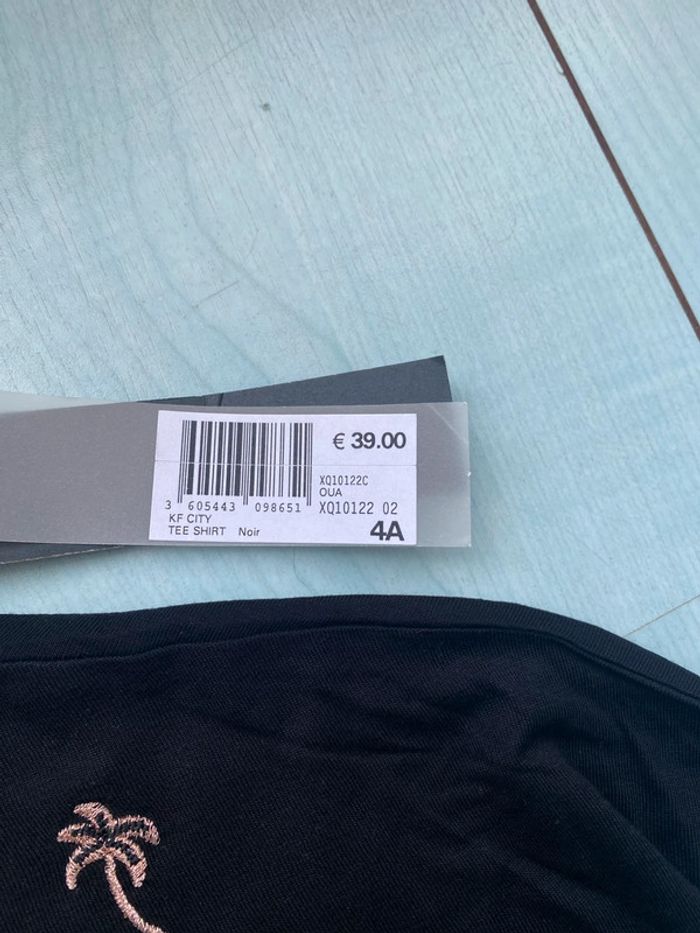 € 39.00
XQ10122C
OUA
3 605443 098651
XQ10122 02
KF CITY
TEE SHIRT Noir
4A